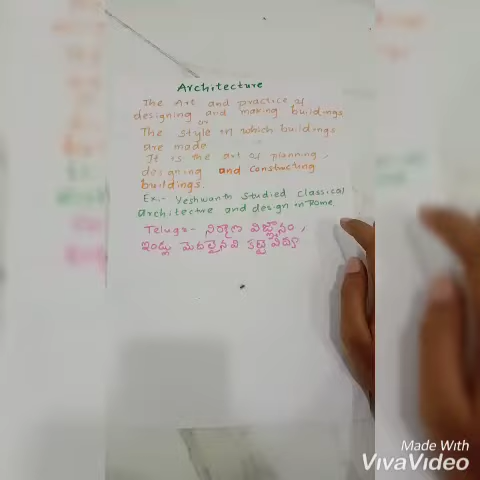 Architecture
The Art and practice of
designing and making buildings
or
The style in which buildings
are made
It is the art of planning,
designing and constructing
buildings.
Ex:- Yeshwanth studied classical
architecture and design in Rome
Telugu- నిర్మాణ విజ్ఞానం,
ఇండ్లు మొదలైనవి కట్టే విద్య
Made With
VivaVideo